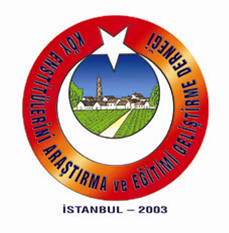 KÖY ENSTİTÜLERİNİ ARAŞTIRMA ve EĞİTİMİ GELİŞTİRME DERNEĞİ
İSTANBUL – 2003